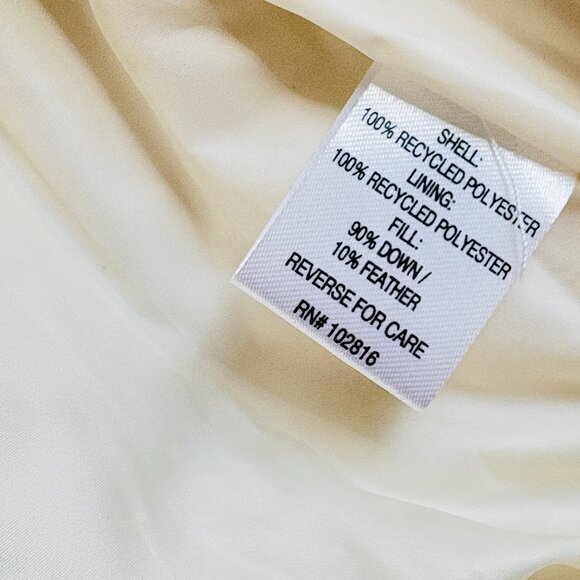 SHELL:
100% RECYCLED POLYESTER
LINING:
100% RECYCLED POLYESTER
FILL:
90% DOWN /
10% FEATHER
REVERSE FOR CARE
RN# 102816